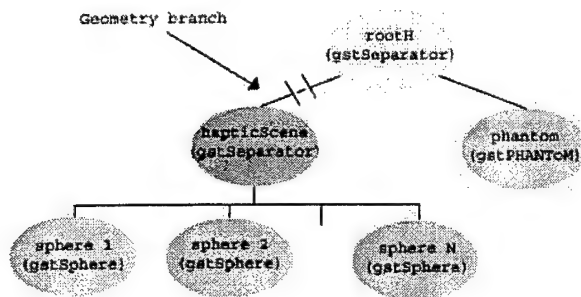 Geometry branch
rootH
(gstSeparator)
hapticScene
(gstSeparator)
phantom
(gstPHANToM)
sphere 1
(gstSphere)
sphere 2
(gstSphere)
sphere N
(gstSphere)